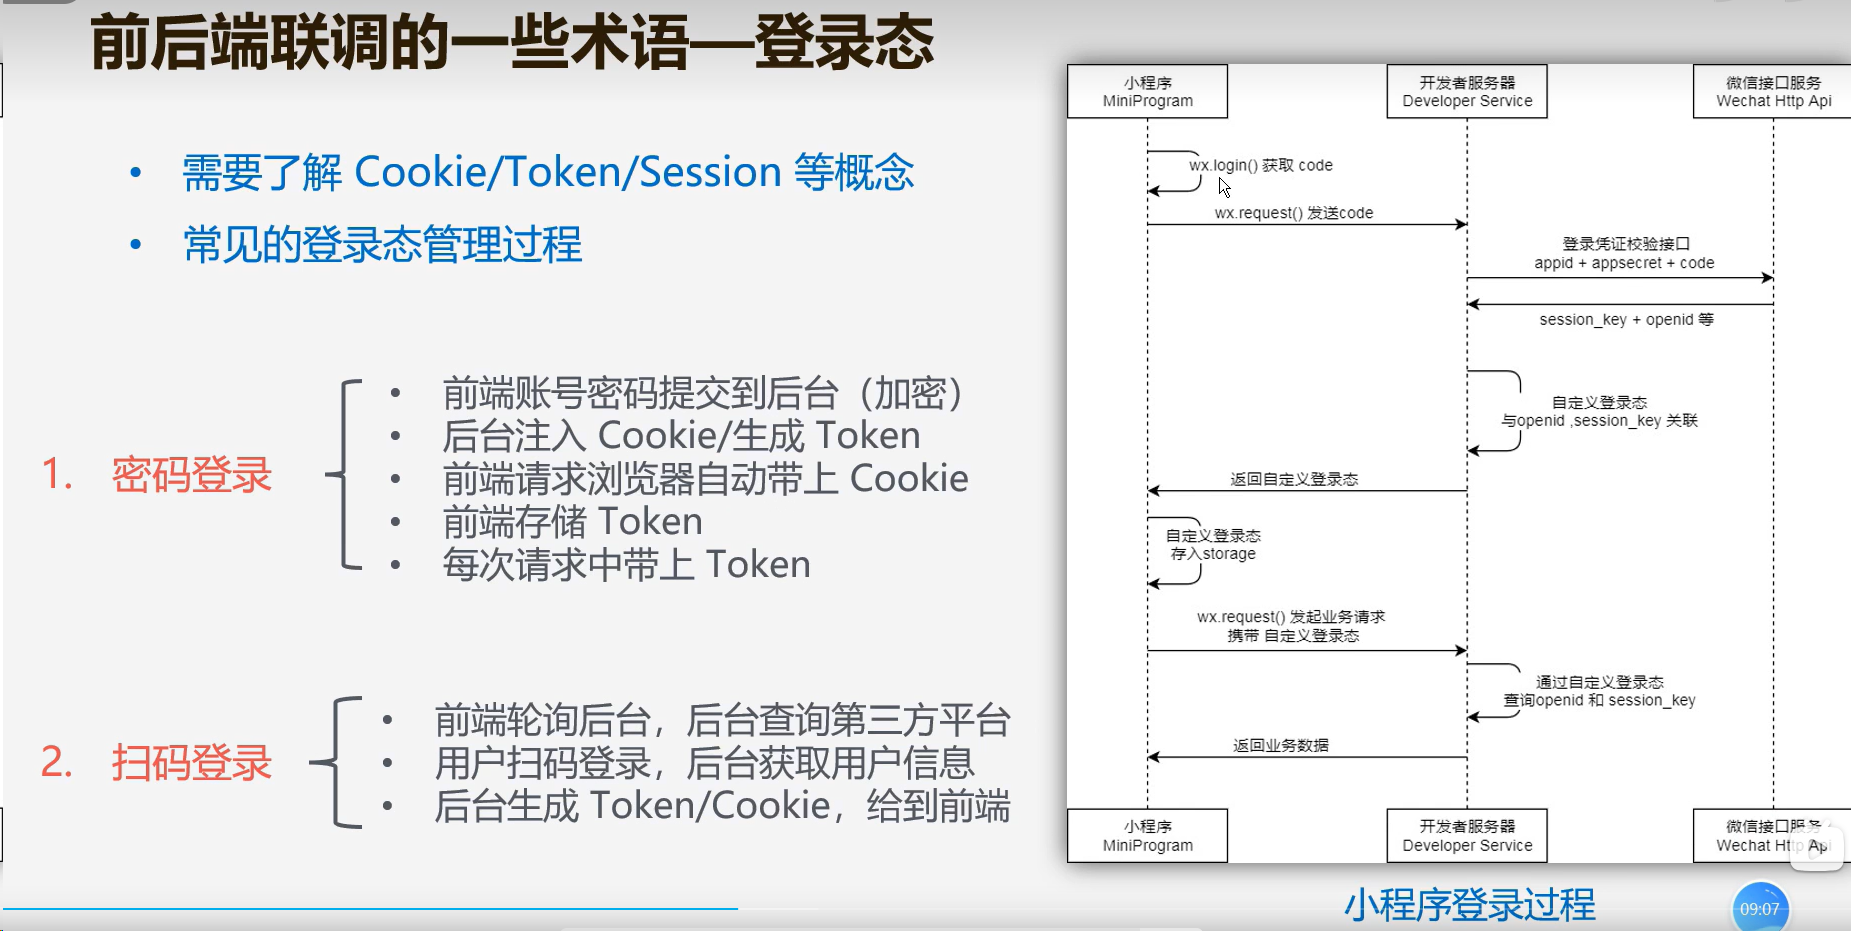 前后端联调的一些术语—登录态
• 需要了解 Cookie/Token/Session 等概念
• 常见的登录态管理过程
1. 密码登录
• 前端账号密码提交到后台（加密）
• 后台注入 Cookie/生成 Token
• 前端请求浏览器自动带上 Cookie
• 前端存储 Token
• 每次请求中带上 Token
2. 扫码登录
• 前端轮询后台，后台查询第三方平台
• 用户扫码登录，后台获取用户信息
• 后台生成 Token/Cookie，给到前端
小程序
MiniProgram
开发者服务器
Developer Service
微信接口服务
Wechat Http Api
wx.login() 获取 code
wx.request() 发送code
登录凭证校验接口
appid + appsecret + code
session_key + openid 等
自定义登录态
与openid ,session_key 关联
返回自定义登录态
自定义登录态
存入storage
wx.request() 发起业务请求
携带 自定义登录态
通过自定义登录态
查询openid 和 session_key
返回业务数据
小程序
MiniProgram
开发者服务器
Developer Service
微信接口服务
Wechat Http Api
小程序登录过程
09:07